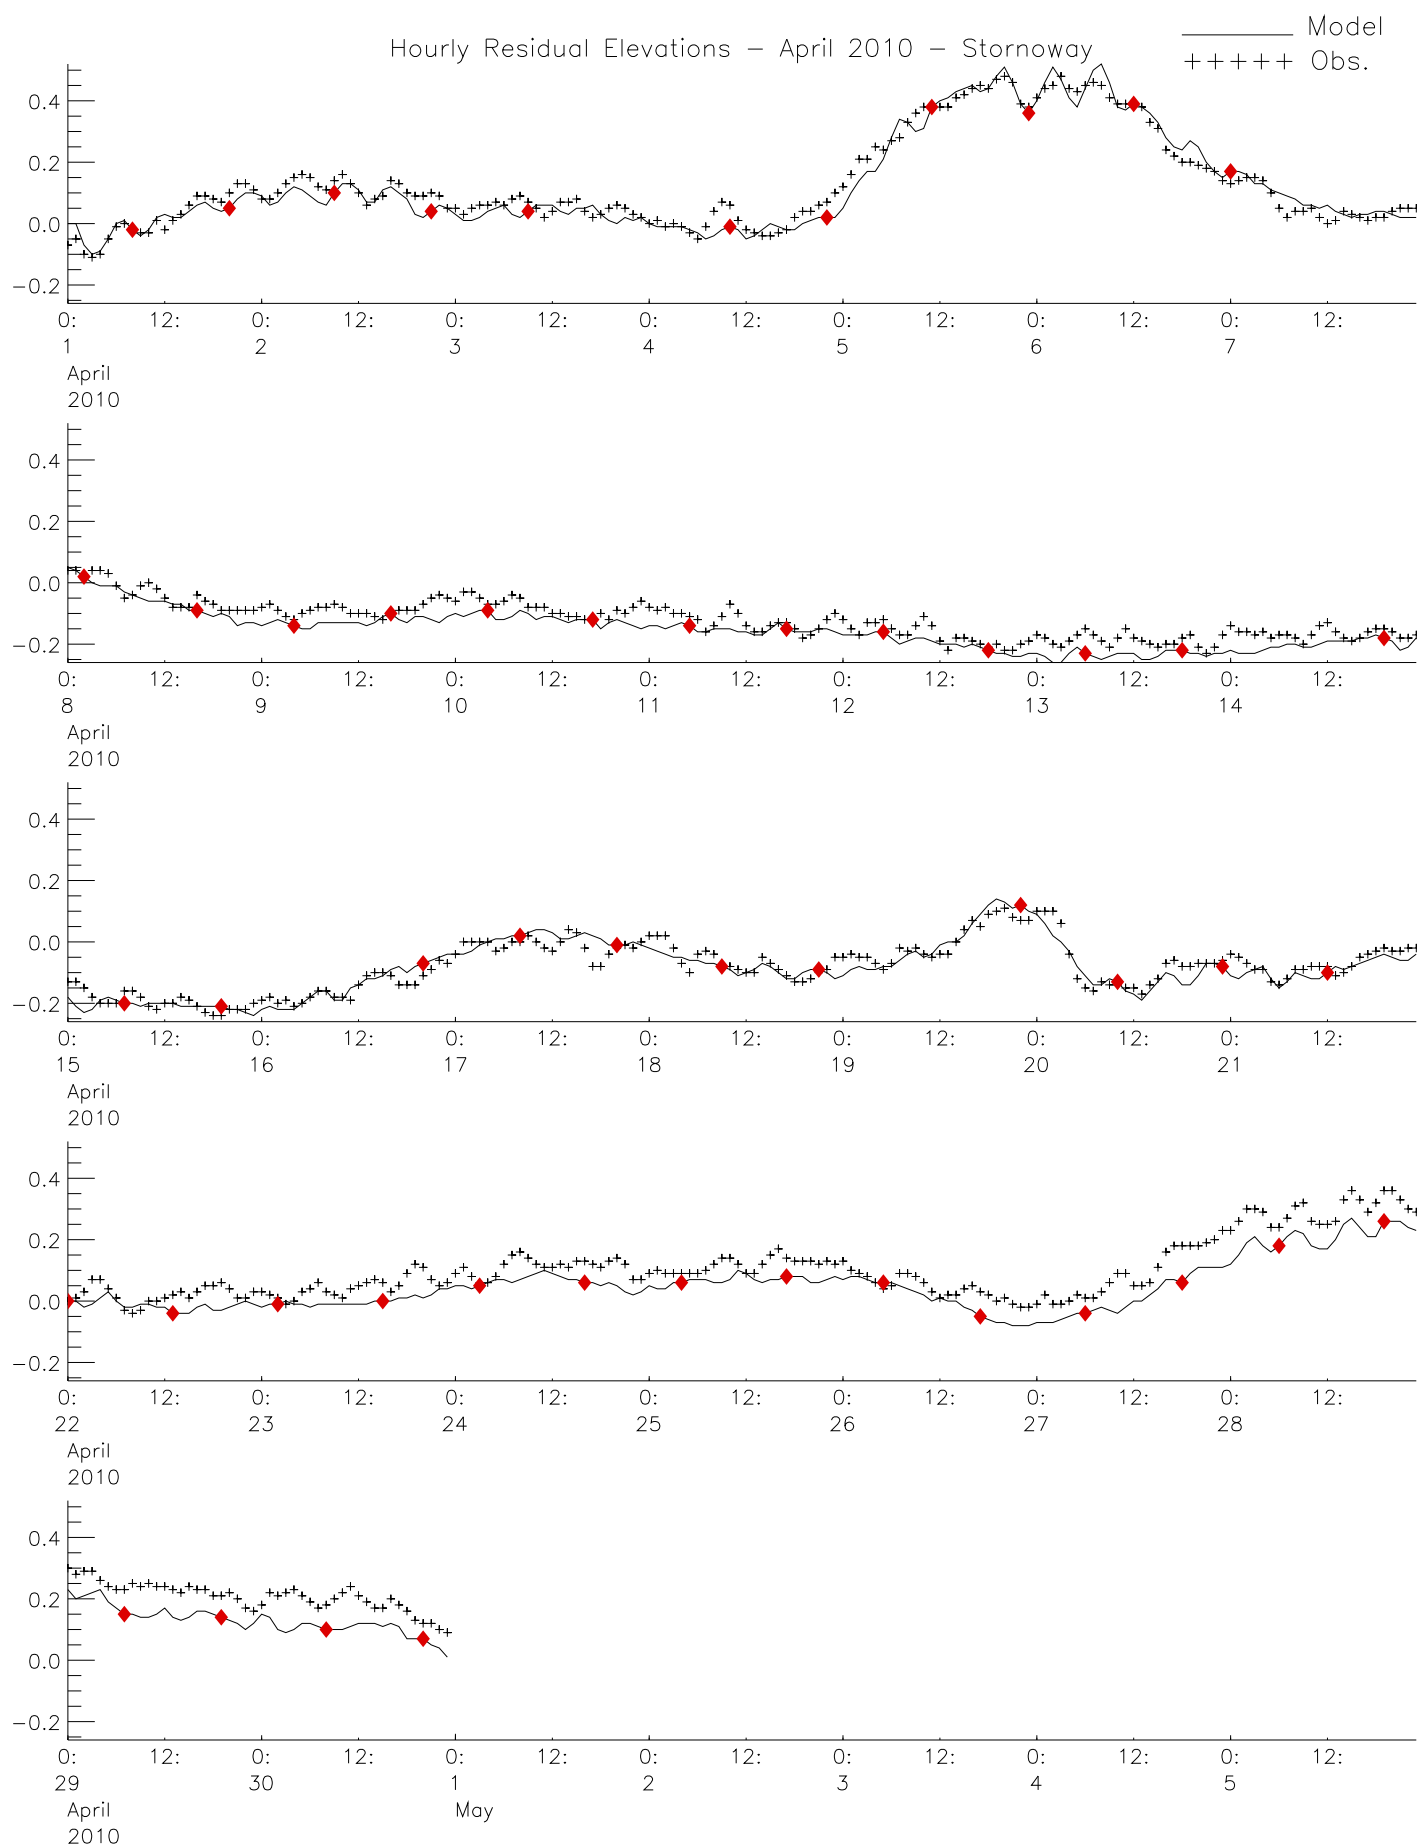 Hourly Residual Elevations – April 2010 – Stornoway
Model
+++++ Obs.
0.4
0.2
0.0
−0.2
0: 12: 0: 12: 0: 12: 0: 12: 0: 12: 0: 12: 0: 12:
1 2 3 4 5 6 7
April
2010
0.4
0.2
0.0
−0.2
0: 12: 0: 12: 0: 12: 0: 12: 0: 12: 0: 12: 0: 12:
8 9 10 11 12 13 14
April
2010
0.4
0.2
0.0
−0.2
0: 12: 0: 12: 0: 12: 0: 12: 0: 12: 0: 12: 0: 12:
15 16 17 18 19 20 21
April
2010
0.4
0.2
0.0
−0.2
0: 12: 0: 12: 0: 12: 0: 12: 0: 12: 0: 12: 0: 12:
22 23 24 25 26 27 28
April
2010
0.4
0.2
0.0
−0.2
0: 12: 0: 12: 0: 12: 0: 12: 0: 12: 0: 12: 0: 12:
29 30 1 2 3 4 5
April May
2010